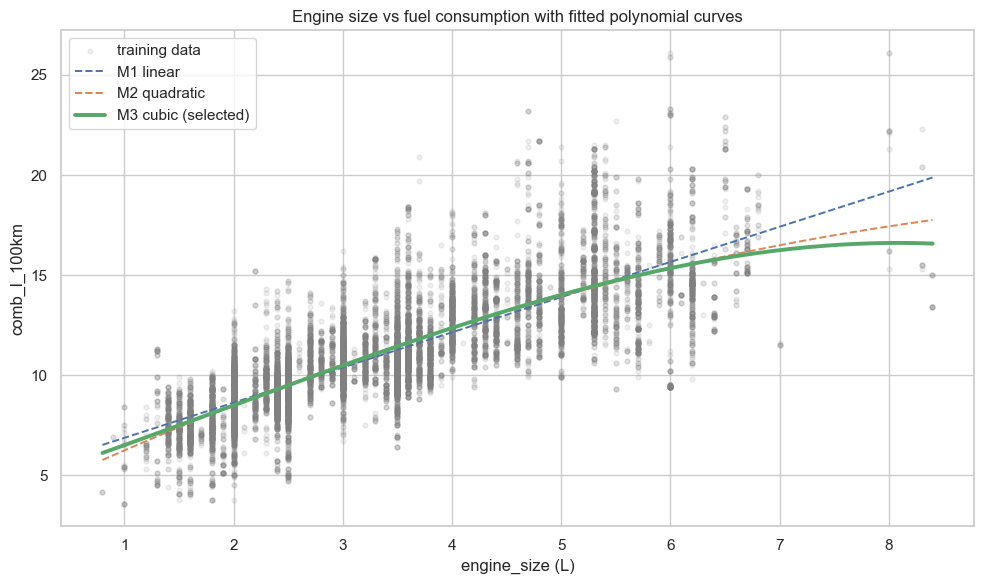 Engine size vs fuel consumption with fitted polynomial curves
training data
M1 linear
M2 quadratic
M3 cubic (selected)
comb_l_100km
25
20
15
10
5
1 2 3 4 5 6 7 8
engine_size (L)